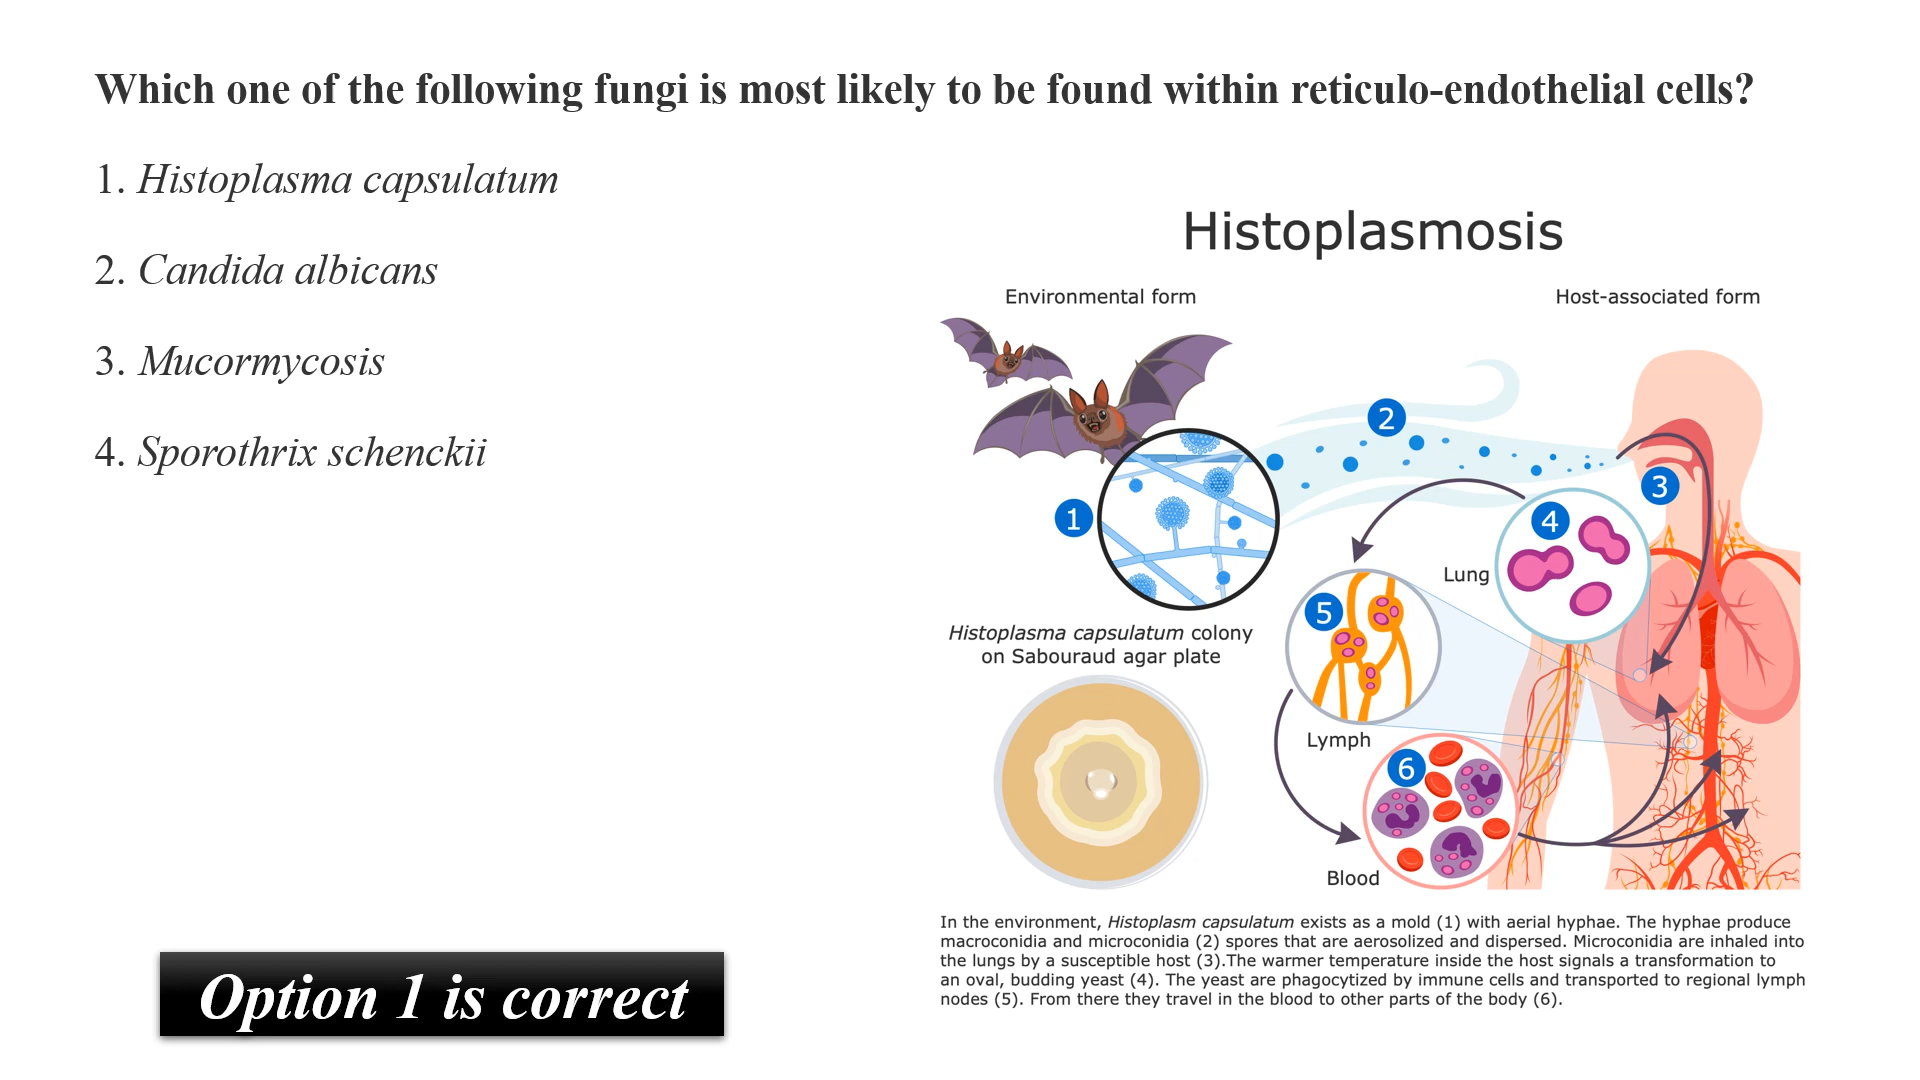 Which one of the following fungi is most likely to be found within reticulo-endothelial cells?
1. Histoplasma capsulatum
2. Candida albicans
3. Mucormycosis
4. Sporothrix schenckii
Histoplasmosis
Environmental form
Host-associated form
1
2
3
4
Lung
5
Lymph
6
Blood
Histoplasma capsulatum colony
on Sabouraud agar plate
In the environment, Histoplasm capsulatum exists as a mold (1) with aerial hyphae. The hyphae produce
macroconidia and microconidia (2) spores that are aerosolized and dispersed. Microconidia are inhaled into
the lungs by a susceptible host (3).The warmer temperature inside the host signals a transformation to
an oval, budding yeast (4). The yeast are phagocytized by immune cells and transported to regional lymph
nodes (5). From there they travel in the blood to other parts of the body (6).
Option 1 is correct